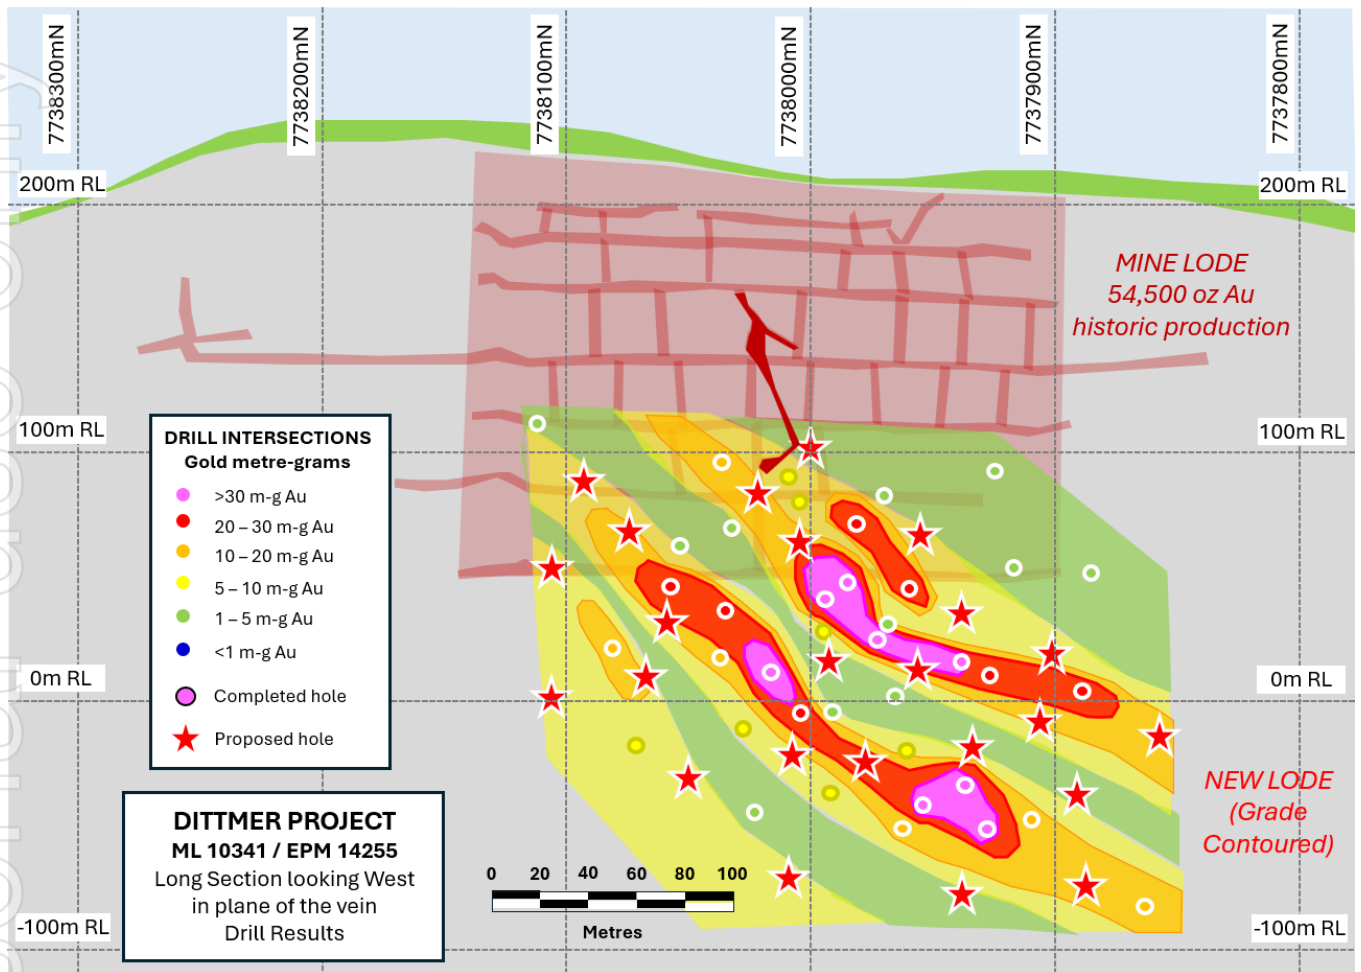 7738300mN
7738200mN
7738100mN
7738000mN
7737900mN
7737800mN
200m RL
200m RL
MINE LODE
54,500 oz Au
historic production
100m RL
100m RL
DRILL INTERSECTIONS
Gold metre-grams
>30 m-g Au
20 – 30 m-g Au
10 – 20 m-g Au
5 – 10 m-g Au
1 – 5 m-g Au
<1 m-g Au
Completed hole
Proposed hole
0m RL
0m RL
NEW LODE
(Grade
Contoured)
DITTMER PROJECT
ML 10341 / EPM 14255
Long Section looking West
in plane of the vein
Drill Results
0 20 40 60 80 100
Metres
-100m RL
-100m RL